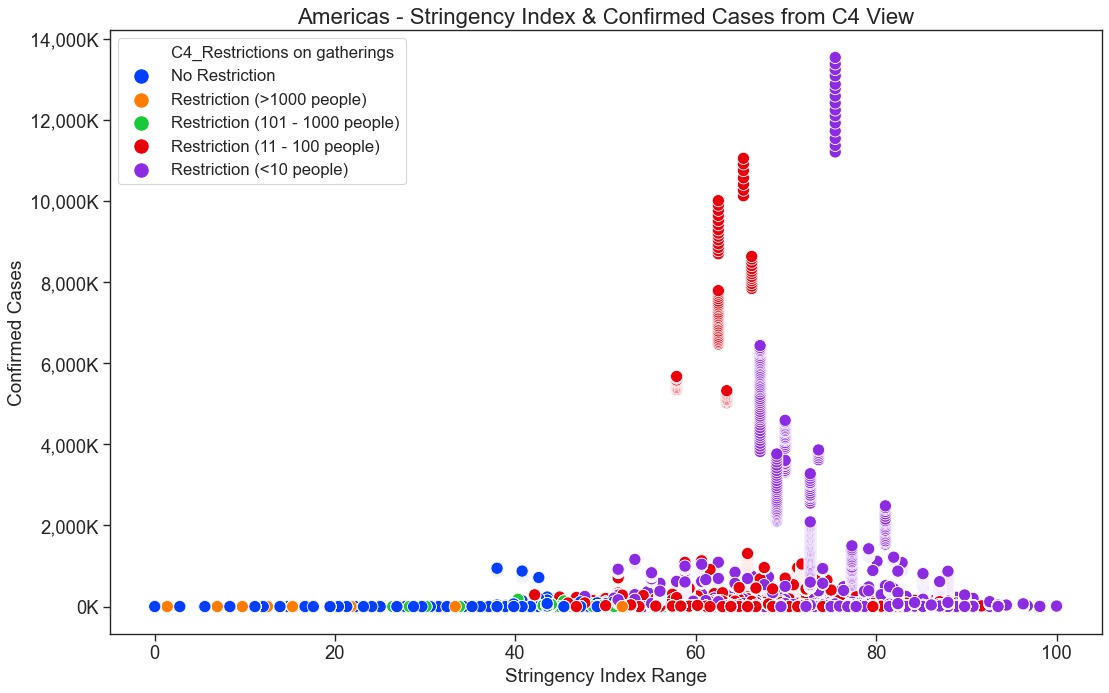 Americas - Stringency Index & Confirmed Cases from C4 View
C4_Restrictions on gatherings
No Restriction
Restriction (>1000 people)
Restriction (101 - 1000 people)
Restriction (11 - 100 people)
Restriction (<10 people)
Confirmed Cases
14,000K
12,000K
10,000K
8,000K
6,000K
4,000K
2,000K
0K
0 20 40 60 80 100
Stringency Index Range